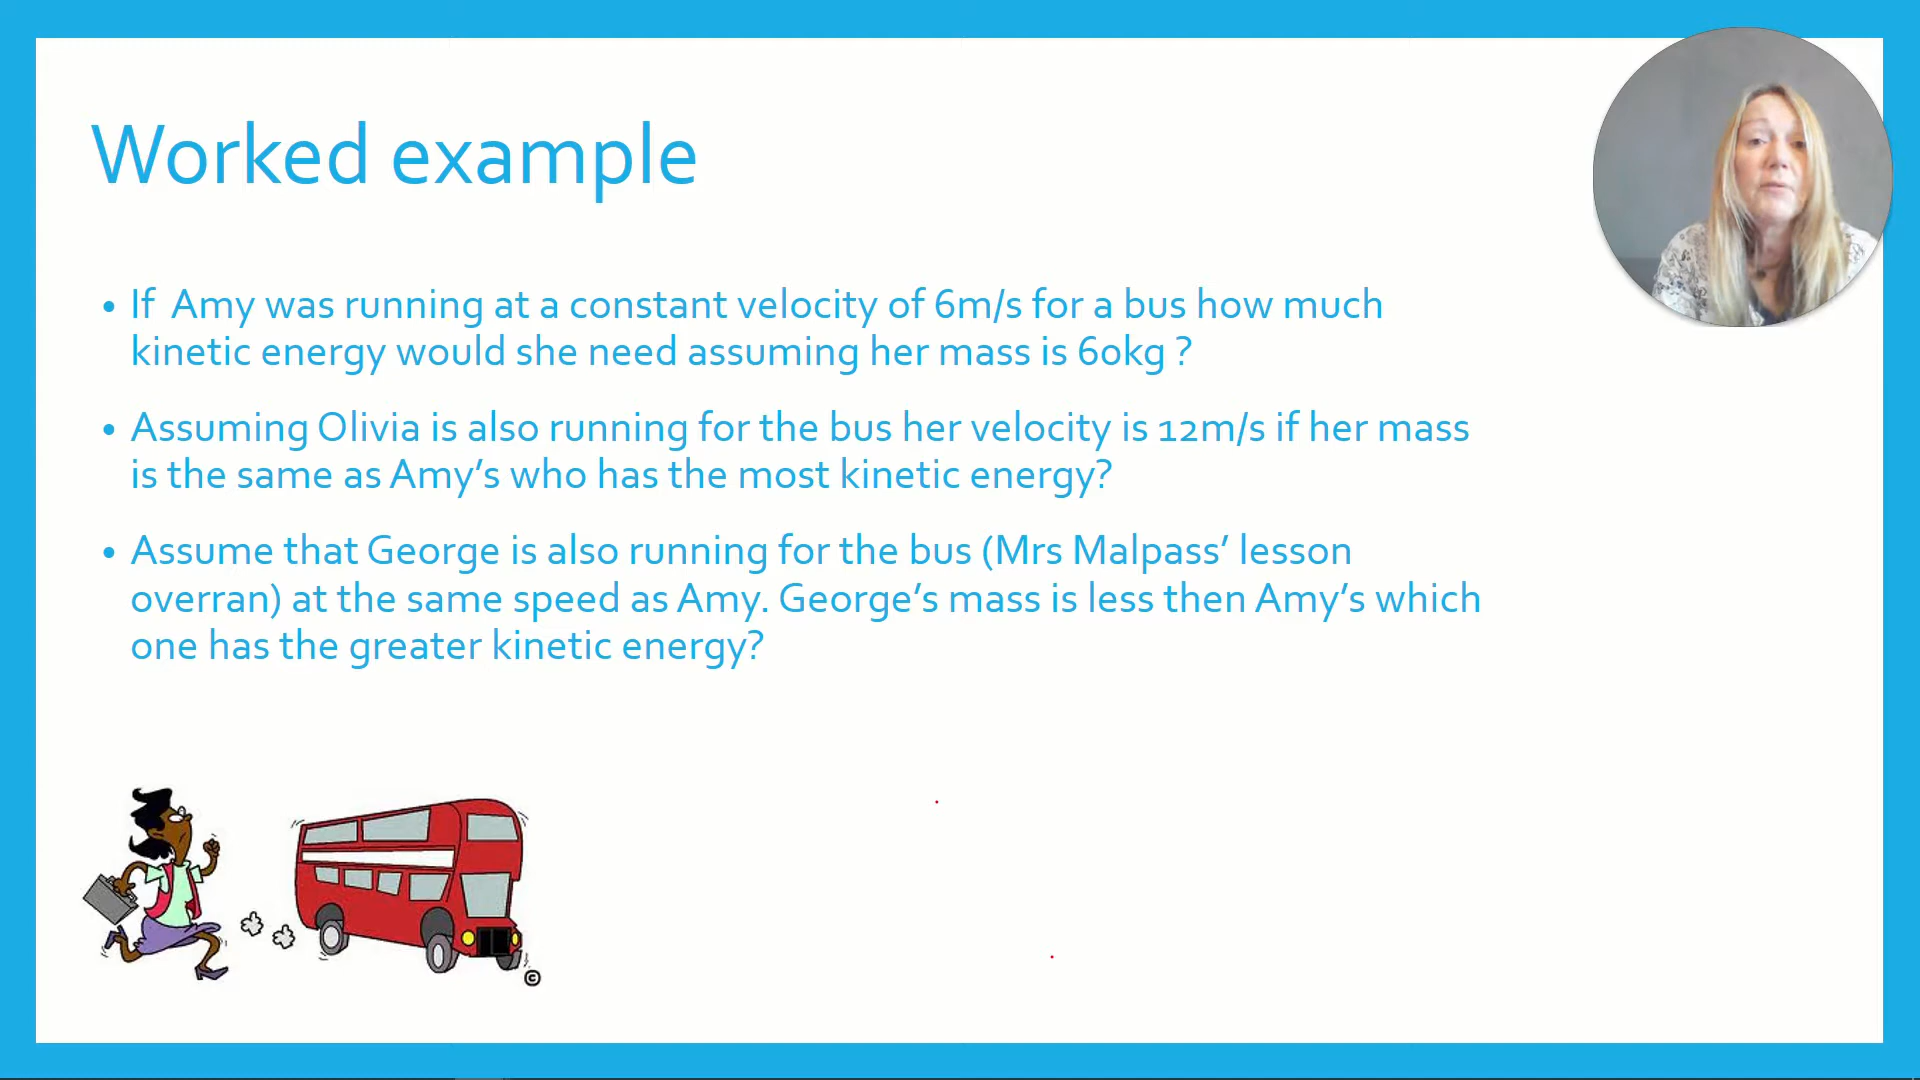 Worked example
• If  Amy was running at a constant velocity of 6m/s for a bus how much
kinetic energy would she need assuming her mass is 60kg ?
• Assuming Olivia is also running for the bus her velocity is 12m/s if her mass
is the same as Amy’s who has the most kinetic energy?
• Assume that George is also running for the bus (Mrs Malpass’ lesson
overran) at the same speed as Amy. George’s mass is less then Amy’s which
one has the greater kinetic energy?
©